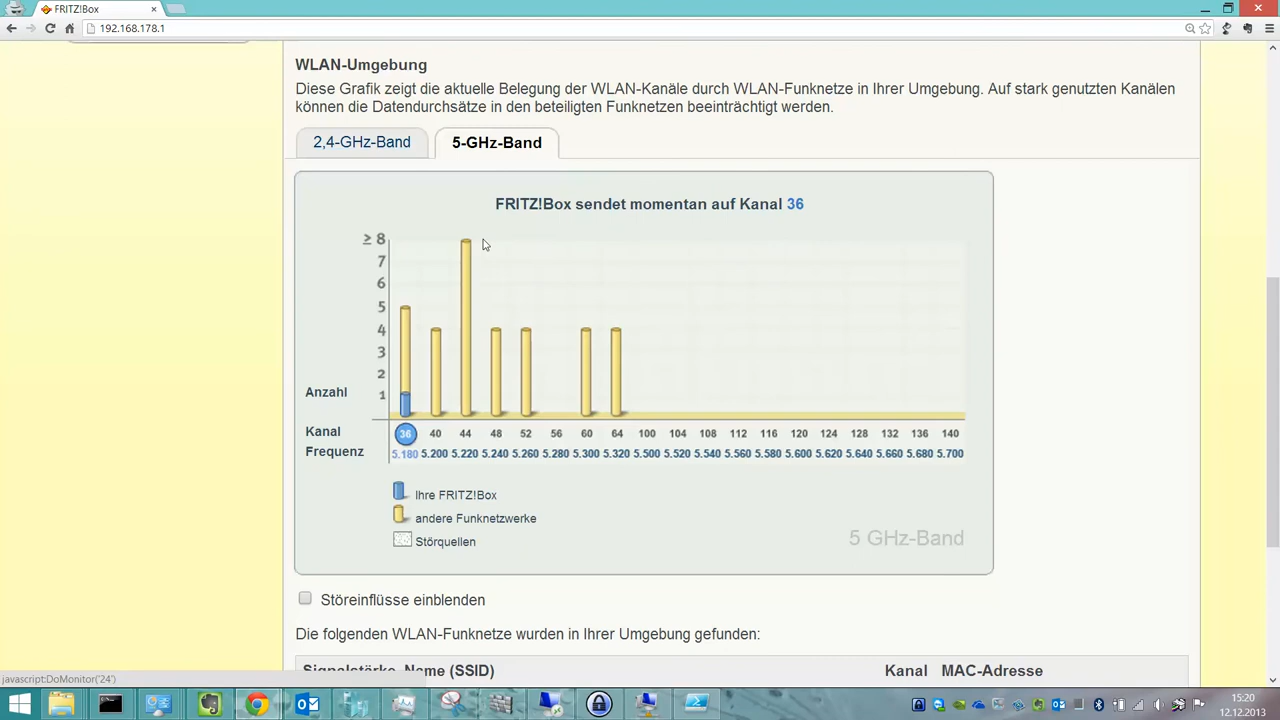 FRITZ!Box
192.168.178.1
WLAN-Umgebung
Diese Grafik zeigt die aktuelle Belegung der WLAN-Kanäle durch WLAN-Funknetze in Ihrer Umgebung. Auf stark genutzten Kanälen
können die Datendurchsätze in den beteiligten Funknetzen beeinträchtigt werden.
2,4-GHz-Band 5-GHz-Band
FRITZ!Box sendet momentan auf Kanal 36
≥ 8
7
6
5
4
3
2
Anzahl 1
Kanal 36 40 44 48 52 56 60 64 100 104 108 112 116 120 124 128 132 136 140
Frequenz 5.180 5.200 5.220 5.240 5.260 5.280 5.300 5.320 5.500 5.520 5.540 5.560 5.580 5.600 5.620 5.640 5.660 5.680 5.700
Ihre FRITZ!Box
andere Funknetzwerke
Störquellen
5 GHz-Band
Störeinflüsse einblenden
Die folgenden WLAN-Funknetze wurden in Ihrer Umgebung gefunden:
Signalstärke Name (SSID) Kanal MAC-Adresse
javascript:DoMonitor('24')
15:20
12.12.2013